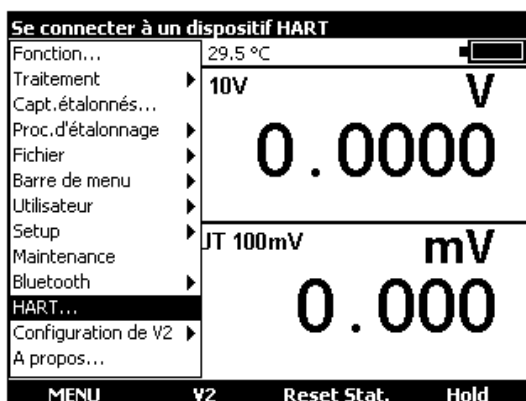 Se connecter à un dispositif HART
Fonction...
Traitement
Capt.étalonnés...
Proc.d'étalonnage
Fichier
Barre de menu
Utilisateur
Setup
Maintenance
Bluetooth
HART...
Configuration de V2
A propos...
29.5 °C
10V
V
0.0000
100mV
mV
0.000
MENU V2 Reset Stat. Hold